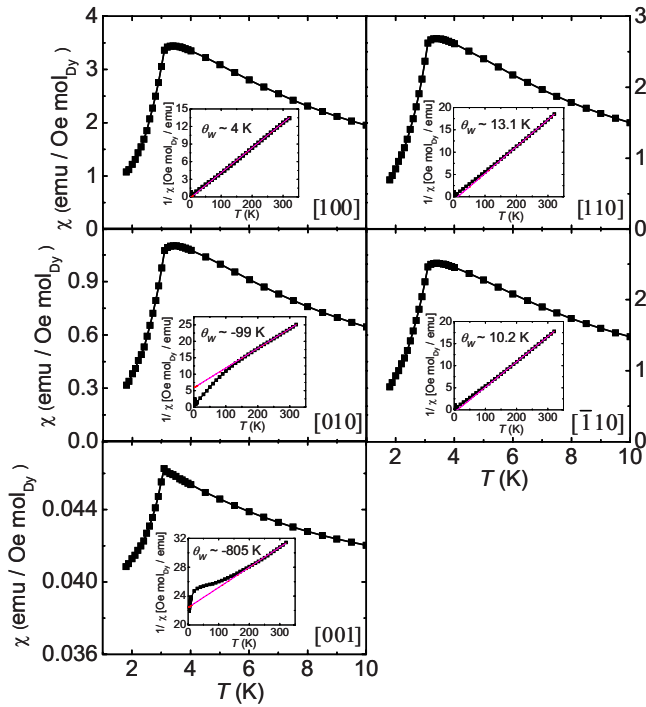 4
3
2
1
0
χ (emu / Oe mol_Dy)
15
12
9
6
3
0
1/ χ [Oe mol_Dy / emu]
θ_W ~ 4 K
0 100 200 300
T (K)
[100]
3
2
1
0
20
15
10
5
0
1/ χ [Oe mol_Dy / emu]
θ_W ~ 13.1 K
0 100 200 300
T (K)
[110]
0.9
0.6
0.3
0.0
χ (emu / Oe mol_Dy)
25
20
15
10
5
0
1/ χ [Oe mol_Dy / emu]
θ_W ~ -99 K
0 100 200 300
T (K)
[010]
2
1
0
20
15
10
5
0
1/ χ [Oe mol_Dy / emu]
θ_W ~ 10.2 K
0 100 200 300
T (K)
[1̄10]
2 4 6 8 10
T (K)
0.044
0.040
0.036
χ (emu / Oe mol_Dy)
32
28
24
20
1/ χ [Oe mol_Dy / emu]
θ_W ~ -805 K
0 100 200 300
T (K)
[001]
2 4 6 8 10
T (K)